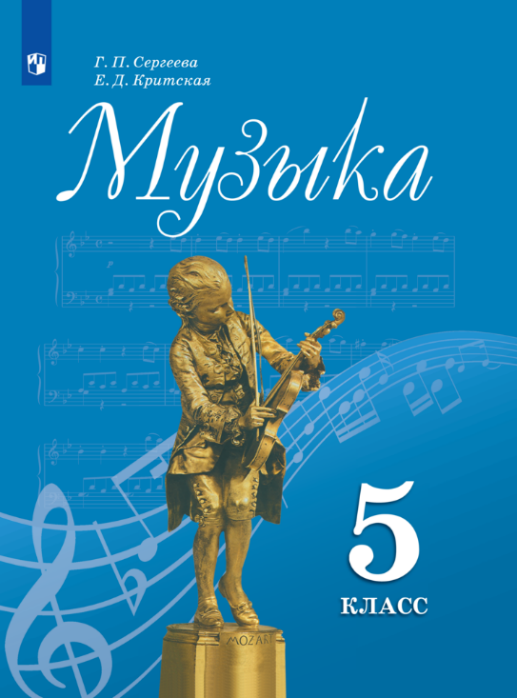 Г. П. Сергеева
Е. Д. Критская
Музыка
MOZART
5
КЛАСС